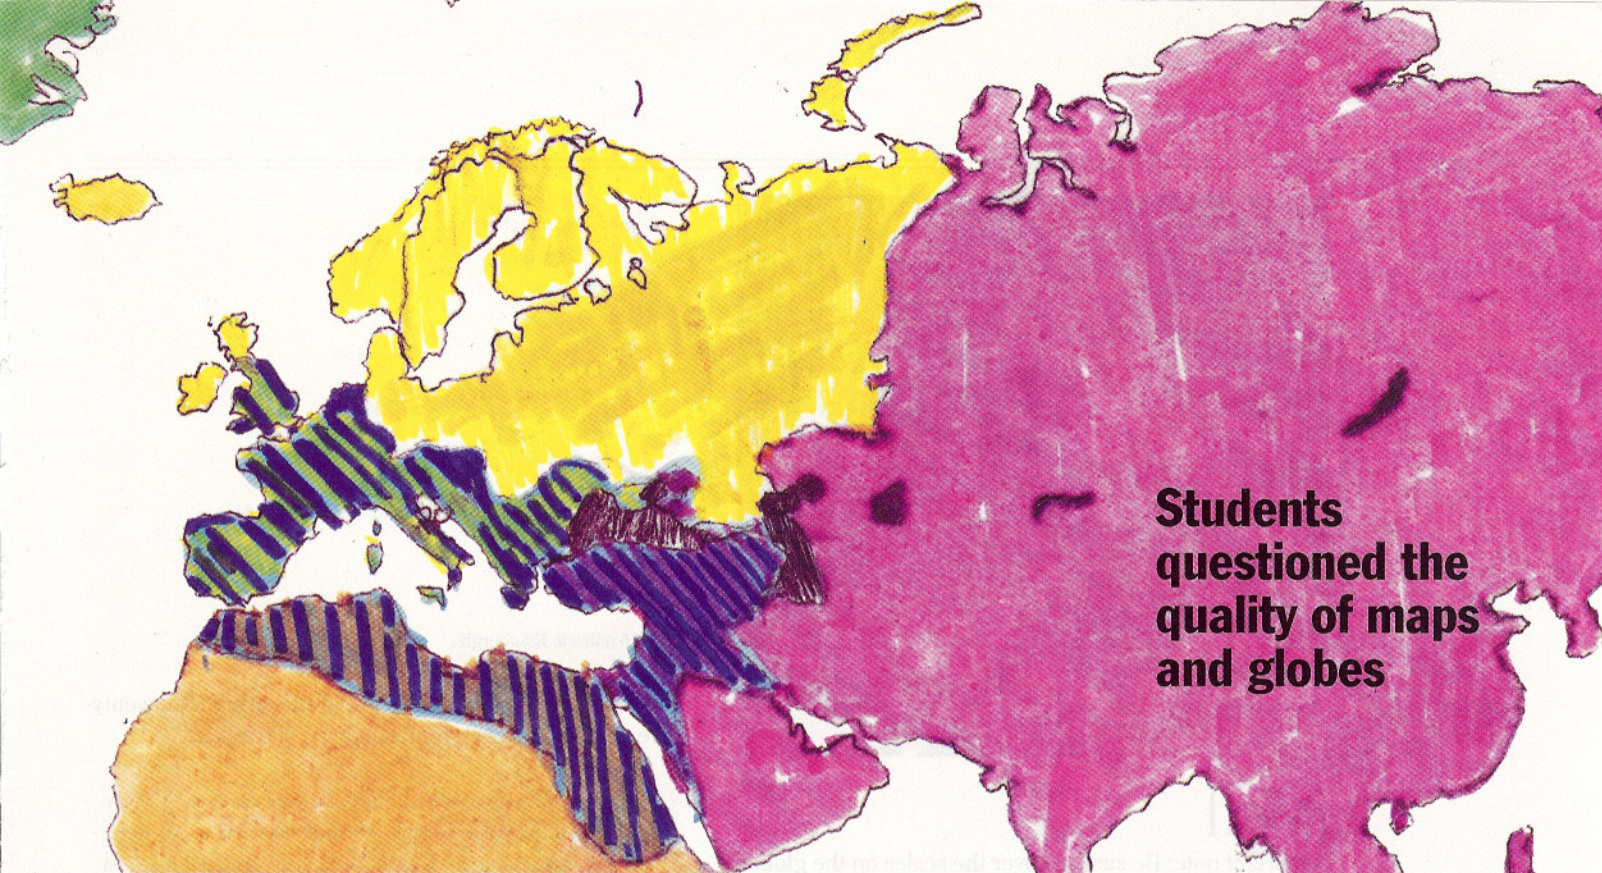 Students
questioned the
quality of maps
and globes